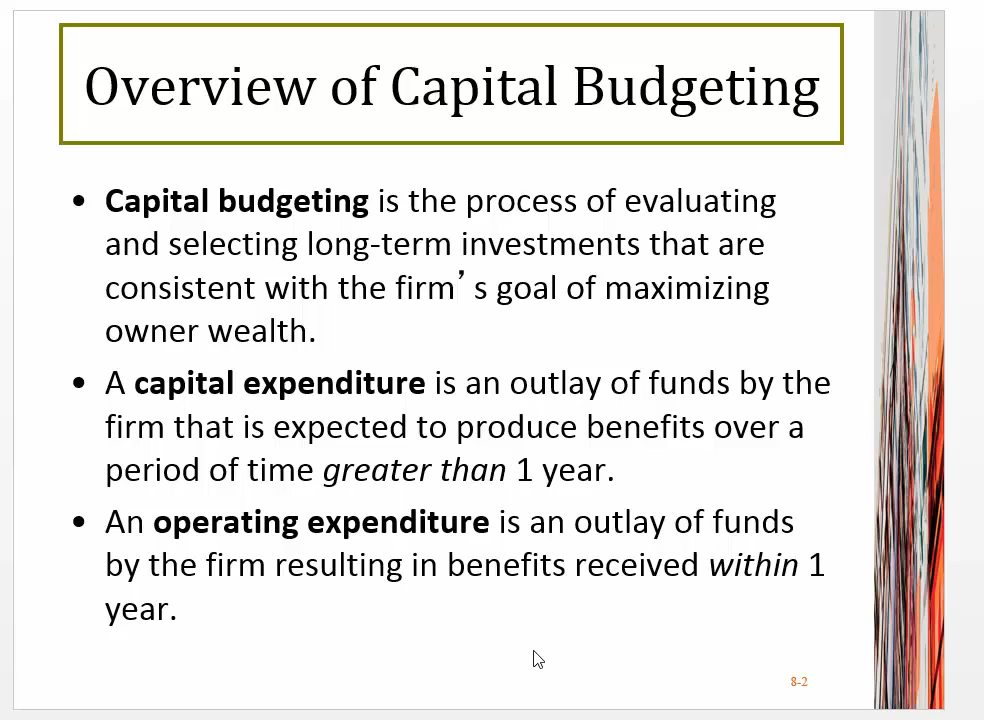 Overview of Capital Budgeting
• Capital budgeting is the process of evaluating
and selecting long-term investments that are
consistent with the firm’ s goal of maximizing
owner wealth.
• A capital expenditure is an outlay of funds by the
firm that is expected to produce benefits over a
period of time greater than 1 year.
• An operating expenditure is an outlay of funds
by the firm resulting in benefits received within 1
year.
8-2